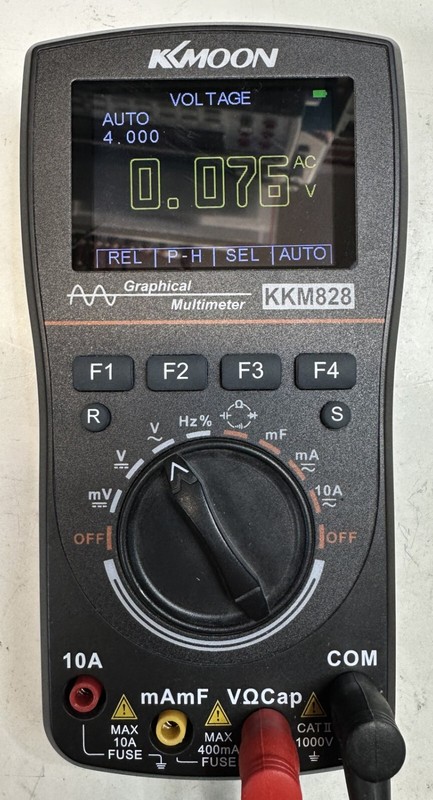 KKMOON
VOLTAGE
AUTO
4.000
0.076 AC V
REL P-H SEL AUTO
Graphical
Multimeter
KKM828
F1 F2 F3 F4
R S
Hz%
V
Ω
mF
V
mA
mV
10A
OFF OFF
10A
COM
mAmF VΩCap
MAX
10A
FUSE
MAX
400mA
FUSE
CAT II
1000V